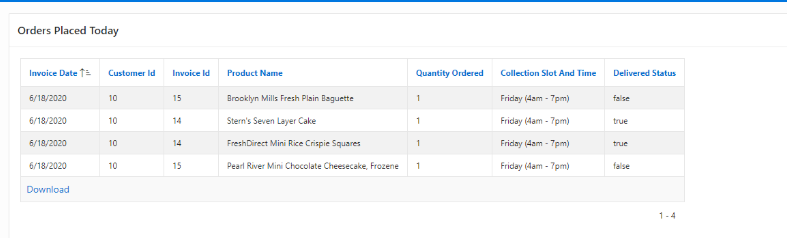 Orders Placed Today
Invoice Date Customer Id Invoice Id Product Name Quantity Ordered Collection Slot And Time Delivered Status
6/18/2020 10 15 Brooklyn Mills Fresh Plain Baguette 1 Friday (4am - 7pm) false
6/18/2020 10 14 Stern's Seven Layer Cake 1 Friday (4am - 7pm) true
6/18/2020 10 14 FreshDirect Mini Rice Crispie Squares 1 Friday (4am - 7pm) true
6/18/2020 10 15 Pearl River Mini Chocolate Cheesecake, Frozene 1 Friday (4am - 7pm) false
Download
1 - 4